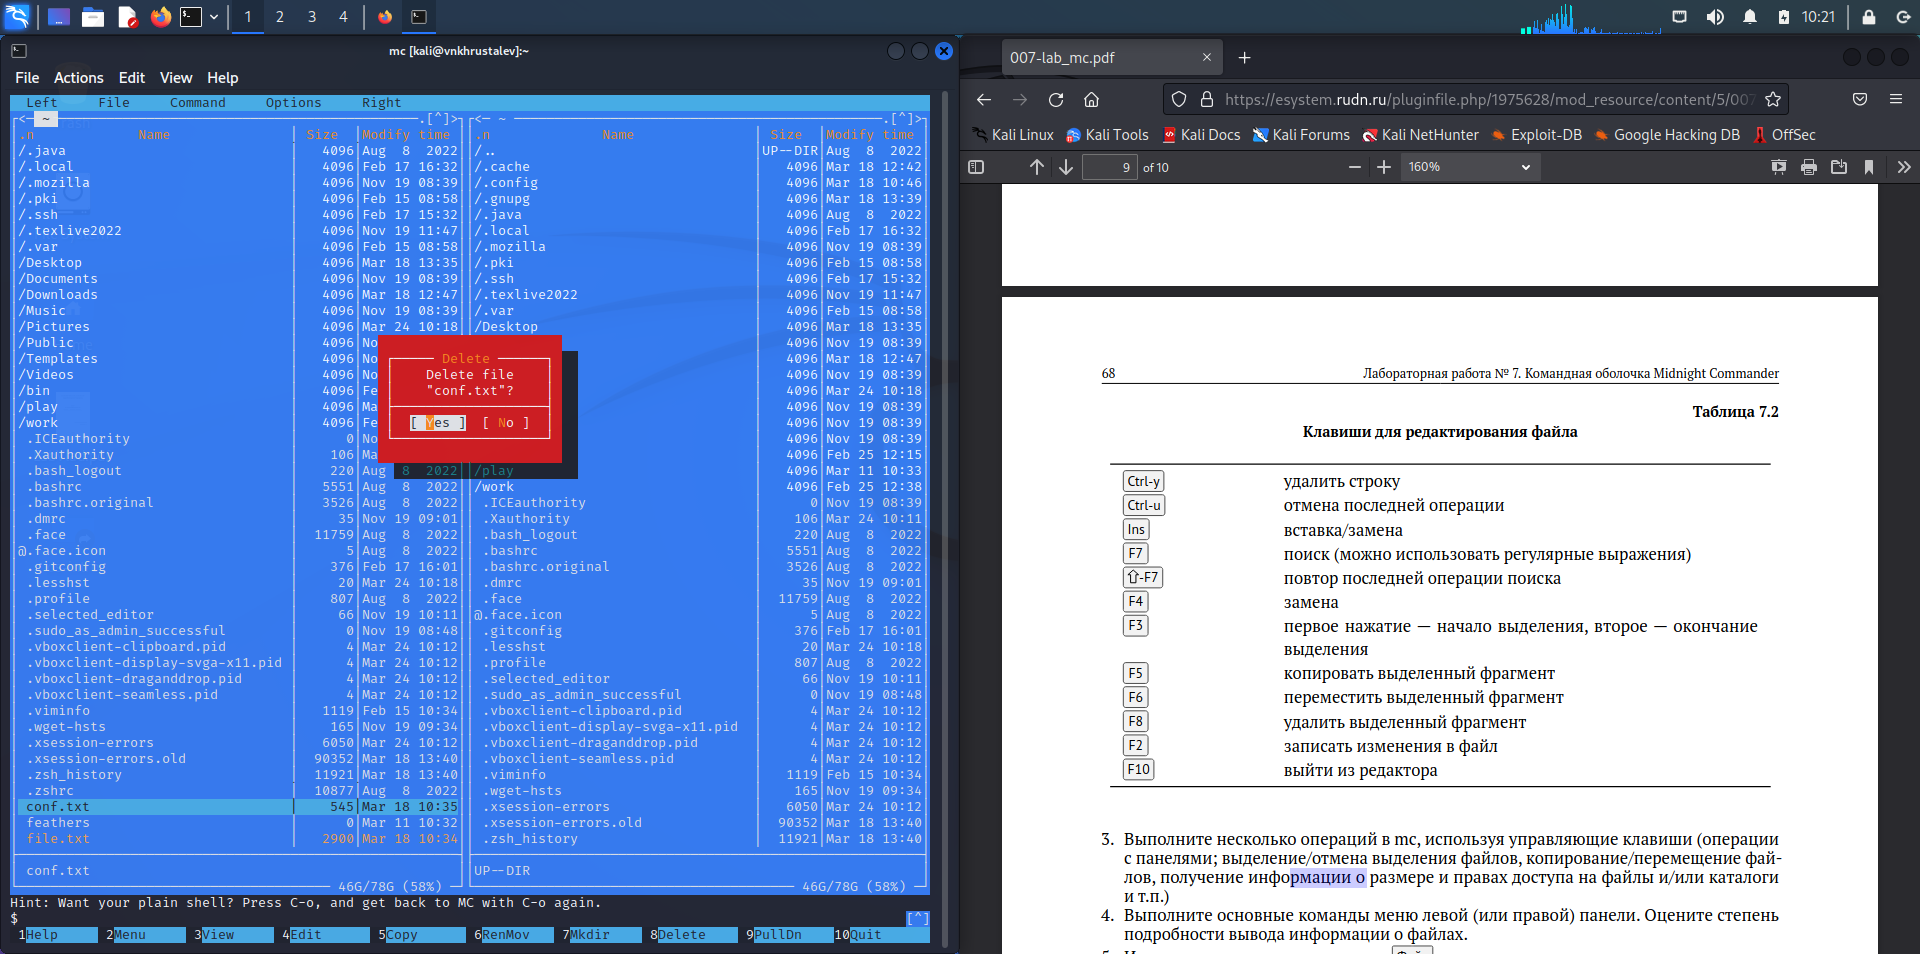 1 2 3 4 10:21
mc [kali@vnkhrustalev]:~
File Actions Edit View Help
Left File Command Options Right
~ .[^]> <─ ~ .[^]>
.n Name Size Modify time .n Name Size Modify time
/.java 4096 Aug 8 2022 /.. UP--DIR Aug 8 2022
/.local 4096 Feb 17 16:32 /.cache 4096 Mar 18 12:42
/.mozilla 4096 Nov 19 08:39 /.config 4096 Mar 18 10:46
/.pki 4096 Feb 15 08:58 /.gnupg 4096 Mar 18 13:39
/.ssh 4096 Feb 17 15:32 /.java 4096 Aug 8 2022
/.texlive2022 4096 Nov 19 11:47 /.local 4096 Feb 17 16:32
/.var 4096 Feb 15 08:58 /.mozilla 4096 Nov 19 08:39
/Desktop 4096 Mar 18 13:35 /.pki 4096 Feb 15 08:58
/Documents 4096 Nov 19 08:39 /.ssh 4096 Feb 17 15:32
/Downloads 4096 Mar 18 12:47 /.texlive2022 4096 Nov 19 11:47
/Music 4096 Nov 19 08:39 /.var 4096 Feb 15 08:58
/Pictures 4096 Mar 24 10:18 /Desktop 4096 Mar 18 13:35
/Public 4096 No 4096 Nov 19 08:39
/Templates 4096 No 4096 Mar 18 12:47
/Videos 4096 No 4096 Nov 19 08:39
/bin 4096 Fe 4096 Mar 24 10:18
/play 4096 Ma 4096 Nov 19 08:39
/work 4096 Fe 4096 Nov 19 08:39
.ICEauthority 0 No 4096 Nov 19 08:39
.Xauthority 106 Ma 4096 Feb 25 12:15
.bash_logout 220 Aug 8 2022 /play 4096 Mar 11 10:33
.bashrc 5551 Aug 8 2022 /work 4096 Feb 25 12:38
.bashrc.original 3526 Aug 8 2022 .ICEauthority 0 Nov 19 08:39
.dmrc 35 Nov 19 09:01 .Xauthority 106 Mar 24 10:11
.face 11759 Aug 8 2022 .bash_logout 220 Aug 8 2022
@.face.icon 5 Aug 8 2022 .bashrc 5551 Aug 8 2022
.gitconfig 376 Feb 17 16:01 .bashrc.original 3526 Aug 8 2022
.lesshst 20 Mar 24 10:18 .dmrc 35 Nov 19 09:01
.profile 807 Aug 8 2022 .face 11759 Aug 8 2022
.selected_editor 66 Nov 19 10:11 @.face.icon 5 Aug 8 2022
.sudo_as_admin_successful 0 Nov 19 08:48 .gitconfig 376 Feb 17 16:01
.vboxclient-clipboard.pid 4 Mar 24 10:12 .lesshst 20 Mar 24 10:18
.vboxclient-display-svga-x11.pid 4 Mar 24 10:12 .profile 807 Aug 8 2022
.vboxclient-draganddrop.pid 4 Mar 24 10:12 .selected_editor 66 Nov 19 10:11
.vboxclient-seamless.pid 4 Mar 24 10:12 .sudo_as_admin_successful 0 Nov 19 08:48
.viminfo 1119 Feb 15 10:34 .vboxclient-clipboard.pid 4 Mar 24 10:12
.wget-hsts 165 Nov 19 09:34 .vboxclient-display-svga-x11.pid 4 Mar 24 10:12
.xsession-errors 6050 Mar 24 10:12 .vboxclient-draganddrop.pid 4 Mar 24 10:12
.xsession-errors.old 90352 Mar 18 13:40 .vboxclient-seamless.pid 4 Mar 24 10:12
.zsh_history 11921 Mar 18 13:40 .viminfo 1119 Feb 15 10:34
.zshrc 10877 Aug 8 2022 .wget-hsts 165 Nov 19 09:34
conf.txt 545 Mar 18 10:35 .xsession-errors 6050 Mar 24 10:12
feathers 0 Mar 11 10:32 .xsession-errors.old 90352 Mar 18 13:40
file.txt 2900 Mar 18 10:34 .zsh_history 11921 Mar 18 13:40
conf.txt UP--DIR
46G/78G (58%) 46G/78G (58%)
Delete
Delete file
"conf.txt"?
[ Yes ] [ No ]
Hint: Want your plain shell? Press C-o, and get back to MC with C-o again.
$ [^]
1Help 2Menu 3View 4Edit 5Copy 6RenMov 7Mkdir 8Delete 9PullDn 10Quit
007-lab_mc.pdf
https://esystem.rudn.ru/pluginfile.php/1975628/mod_resource/content/5/007
Kali Linux Kali Tools Kali Docs Kali Forums Kali NetHunter Exploit-DB Google Hacking DB OffSec
9 of 10 160%
68 Лабораторная работа № 7. Командная оболочка Midnight Commander
Таблица 7.2
Клавиши для редактирования файла
Ctrl-y удалить строку
Ctrl-u отмена последней операции
Ins вставка/замена
F7 поиск (можно использовать регулярные выражения)
⇧-F7 повтор последней операции поиска
F4 замена
F3 первое нажатие — начало выделения, второе — окончание
выделения
F5 копировать выделенный фрагмент
F6 переместить выделенный фрагмент
F8 удалить выделенный фрагмент
F2 записать изменения в файл
F10 выйти из редактора
3. Выполните несколько операций в mc, используя управляющие клавиши (операции
с панелями; выделение/отмена выделения файлов, копирование/перемещение фай-
лов, получение информации о размере и правах доступа на файлы и/или каталоги
и т.п.)
4. Выполните основные команды меню левой (или правой) панели. Оцените степень
подробности вывода информации о файлах.